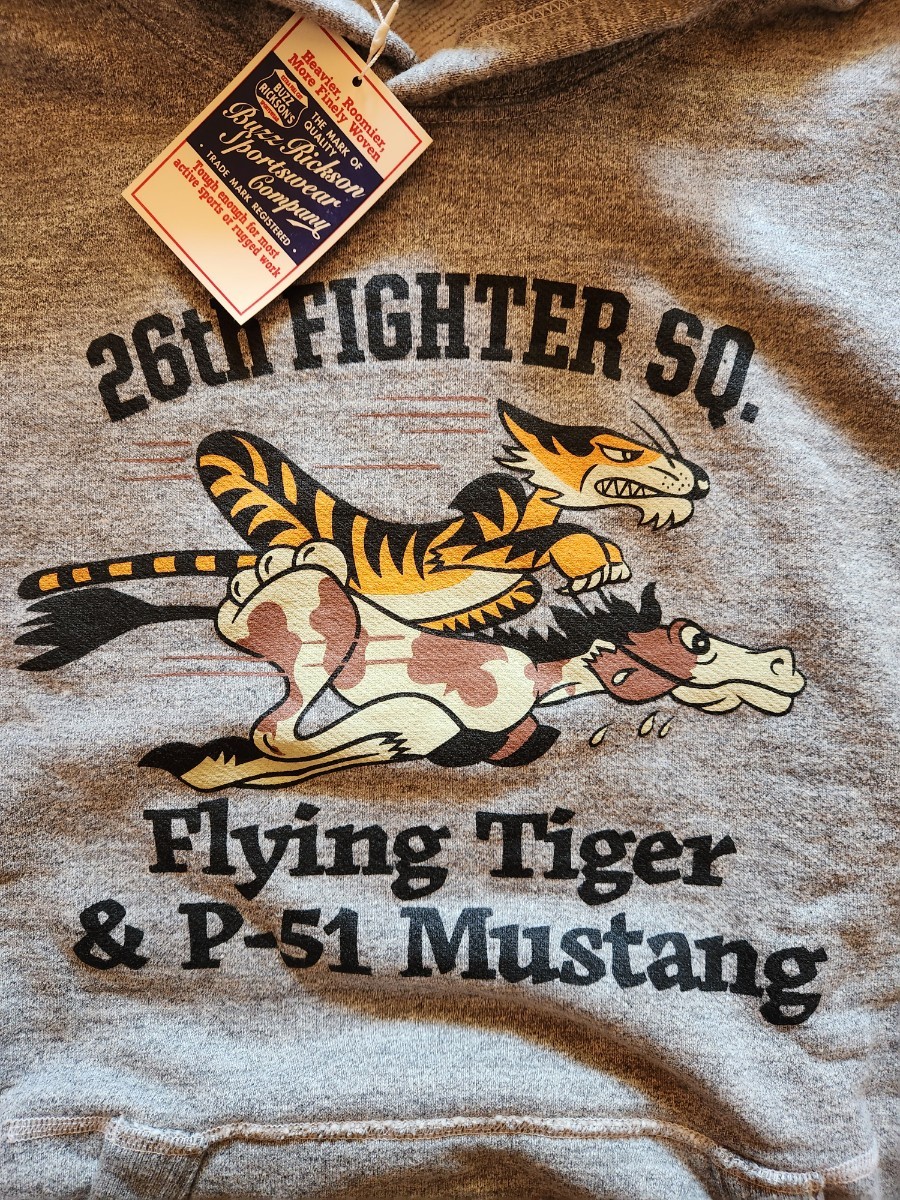 Heavier, Roomier,
More Finely Woven
BUZZ
RICKSON'S
THE MARK OF
QUALITY
Buzz Rickson
Sportswear
Company
· TRADE MARK REGISTERED ·
Tough enough for most
active sports or rugged work
26th FIGHTER SQ.
Flying Tiger
& P-51 Mustang